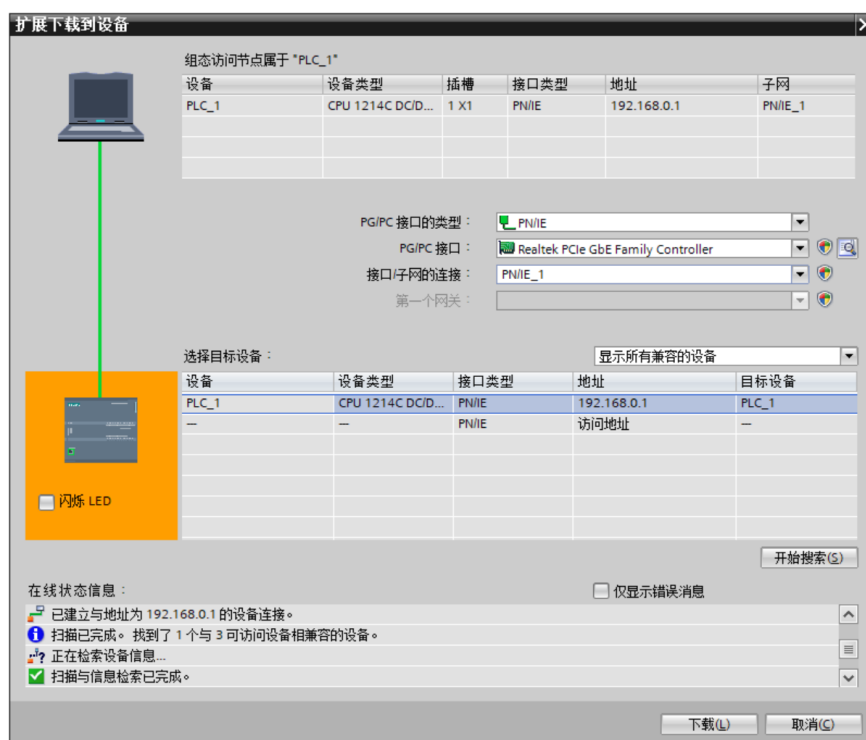 扩展下载到设备
组态访问节点属于 "PLC_1"
设备 设备类型 插槽 接口类型 地址 子网
PLC_1 CPU 1214C DC/D... 1 X1 PN/IE 192.168.0.1 PN/IE_1
PG/PC 接口的类型： PN/IE
PG/PC 接口： Realtek PCIe GbE Family Controller
接口/子网的连接： PN/IE_1
第一个网关：
选择目标设备： 显示所有兼容的设备
设备 设备类型 接口类型 地址 目标设备
PLC_1 CPU 1214C DC/D... PN/IE 192.168.0.1 PLC_1
— — PN/IE 访问地址 —
闪烁 LED
开始搜索(S)
在线状态信息： 仅显示错误消息
已建立与地址为 192.168.0.1 的设备连接。
扫描已完成。找到了 1 个与 3 可访问设备相兼容的设备。
正在检索设备信息...
扫描与信息检索已完成。
下载(L) 取消(C)